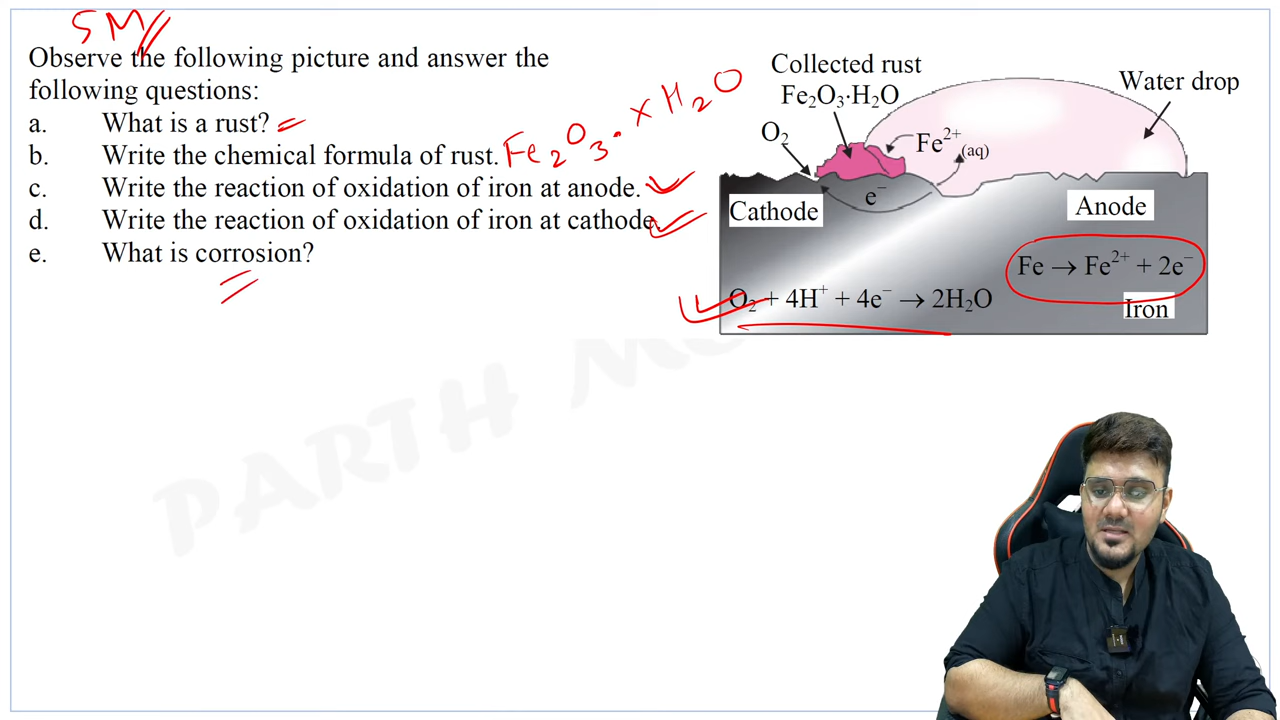 5M
Observe the following picture and answer the
following questions:
a. What is a rust?
b. Write the chemical formula of rust. Fe₂O₃·xH₂O
c. Write the reaction of oxidation of iron at anode.
d. Write the reaction of oxidation of iron at cathode.
e. What is corrosion?
Collected rust
Fe₂O₃·H₂O
Water drop
O₂
Fe²⁺(aq)
e⁻
Cathode
Anode
Fe → Fe²⁺ + 2e⁻
O₂ + 4H⁺ + 4e⁻ → 2H₂O
Iron
PARTH